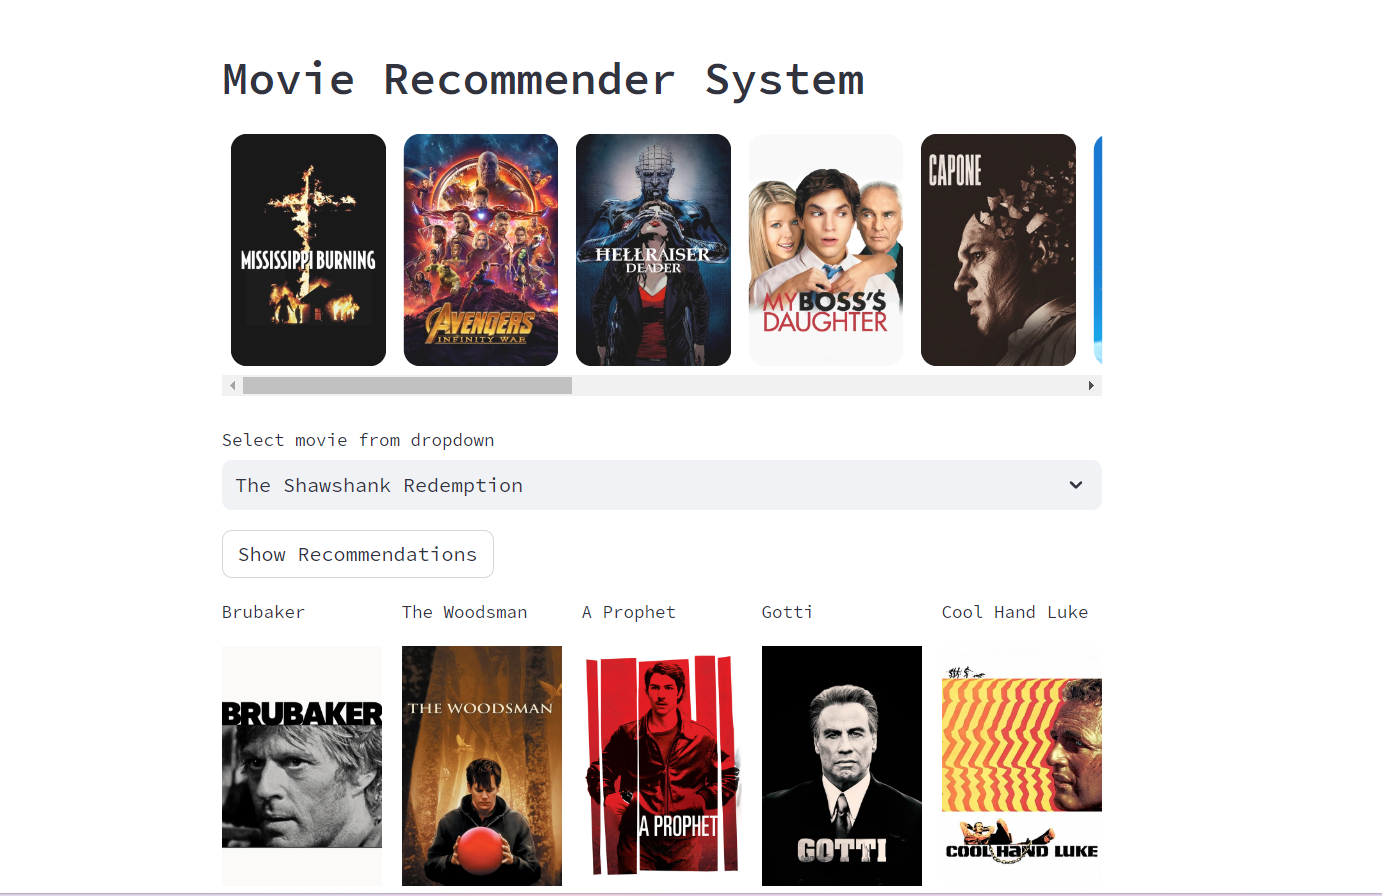 Movie Recommender System
MISSISSIPPI BURNING
AVENGERS
INFINITY WAR
HELLRAISER
DEADER
MY BOSS'$
DAUGHTER
CAPONE
Select movie from dropdown
The Shawshank Redemption
Show Recommendations
Brubaker
The Woodsman
A Prophet
Gotti
Cool Hand Luke
BRUBAKER
THE WOODSMAN
A PROPHET
GOTTI
COOL HAND LUKE